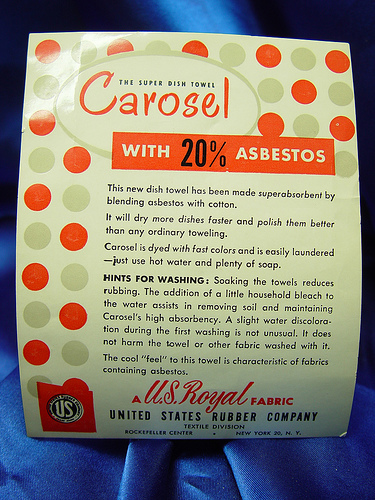 THE SUPER DISH TOWEL
Carosel
WITH 20% ASBESTOS
This new dish towel has been made superabsorbent by
blending asbestos with cotton.
It will dry more dishes faster and polish them better
than any ordinary toweling.
Carosel is dyed with fast colors and is easily laundered
—just use hot water and plenty of soap.
HINTS FOR WASHING: Soaking the towels reduces
rubbing. The addition of a little household bleach to
the water assists in removing soil and maintaining
Carosel's high absorbency. A slight water discolora-
tion during the first washing is not unusual. It does
not harm the towel or other fabric washed with it.
The cool "feel" to this towel is characteristic of fabrics
containing asbestos.
A U.S. Royal FABRIC
US
UNITED STATES RUBBER COMPANY
TEXTILE DIVISION
ROCKEFELLER CENTER • NEW YORK 20, N. Y.